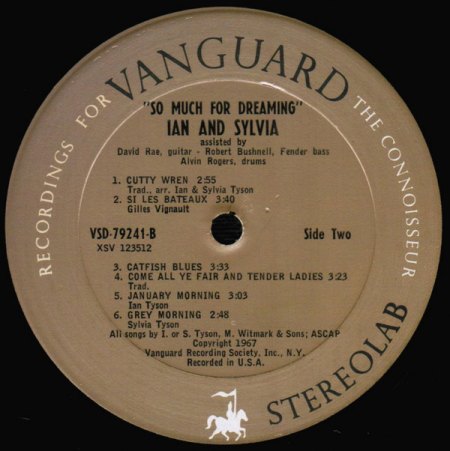 RECORDINGS FOR VANGUARD THE CONNOISSEUR
"SO MUCH FOR DREAMING"
IAN AND SYLVIA
assisted by
David Rae, guitar - Robert Bushnell, Fender bass
Alvin Rogers, drums
1. CUTTY WREN 2:55
Trad., arr. Ian & Sylvia Tyson
2. SI LES BATEAUX 3:40
Gilles Vignault
VSD-79241-B Side Two
XSV 123512
3. CATFISH BLUES 3:33
4. COME ALL YE FAIR AND TENDER LADIES 3:23
Trad.
5. JANUARY MORNING 3:03
Ian Tyson
6. GREY MORNING 2:48
Sylvia Tyson
All songs by I. or S. Tyson, M. Witmark & Sons; ASCAP
Copyright 1967
Vanguard Recording Society, Inc., N.Y.
Recorded in U.S.A.
STEREOLAB